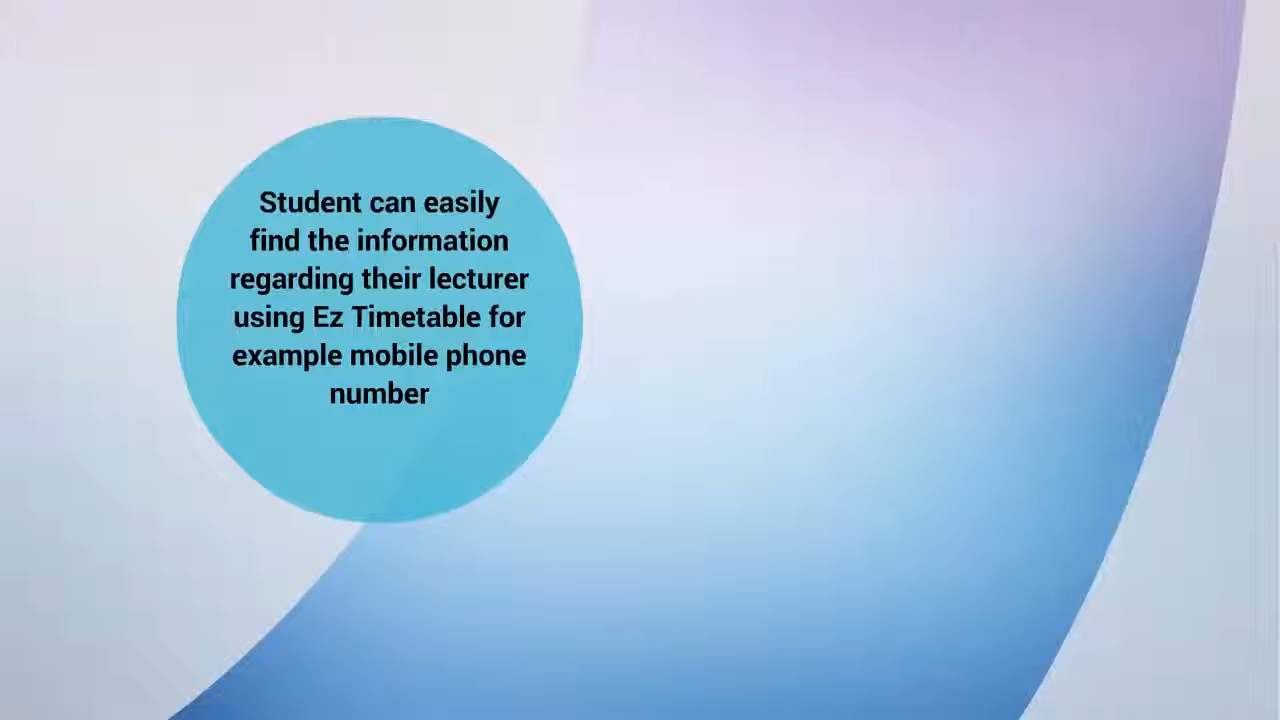 Student can easily
find the information
regarding their lecturer
using Ez Timetable for
example mobile phone
number